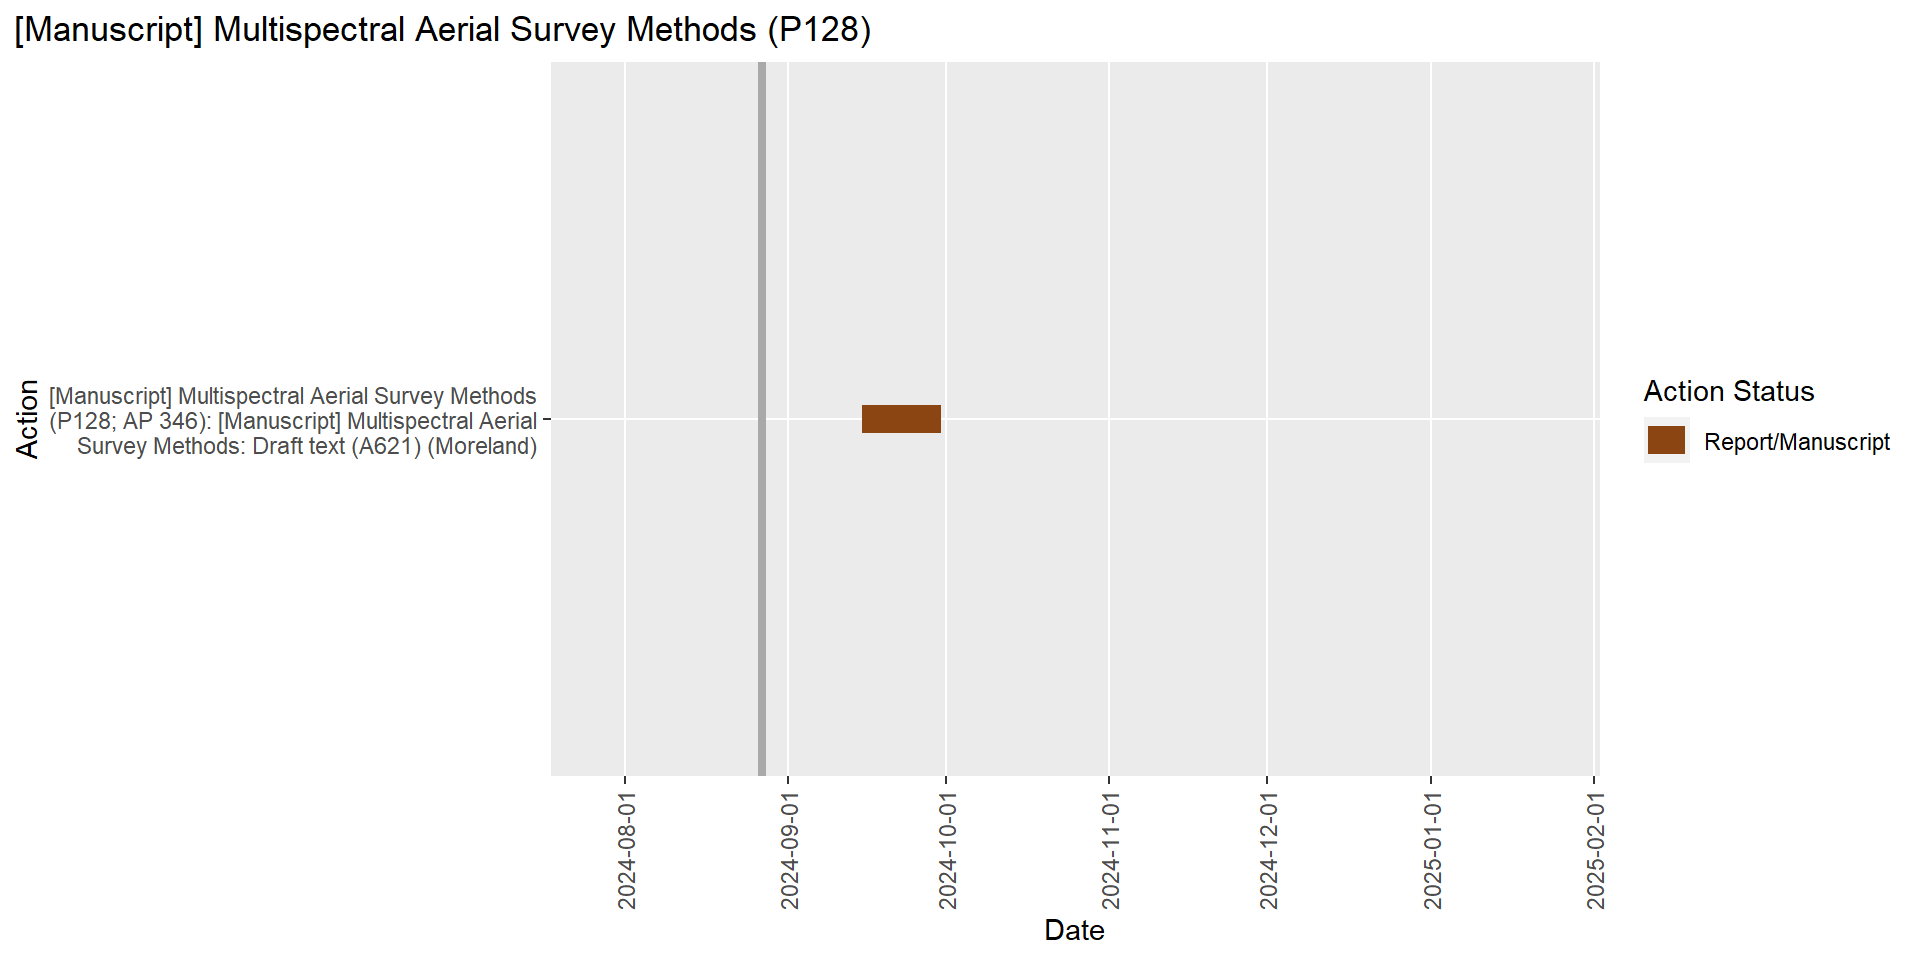 [Manuscript] Multispectral Aerial Survey Methods (P128)
Action
[Manuscript] Multispectral Aerial Survey Methods
(P128; AP 346): [Manuscript] Multispectral Aerial
Survey Methods: Draft text (A621) (Moreland)
2024-08-01
2024-09-01
2024-10-01
2024-11-01
2024-12-01
2025-01-01
2025-02-01
Date
Action Status
Report/Manuscript